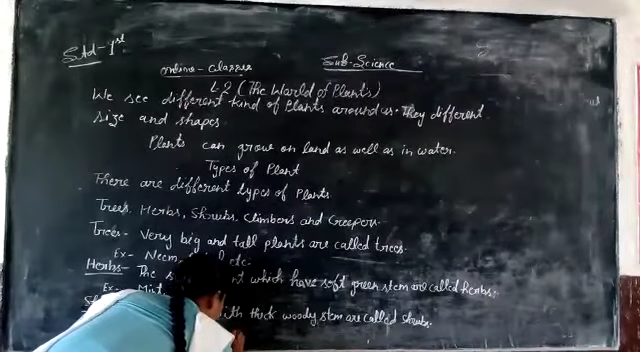 Std-1st
Online-Classes Sub-Science
L-2 (The World of Plants)
We see different kind of Plants around us. They different
size and shapes.
Plants can grow on land as well as in water.
Types of Plant
There are different types of Plants.
Trees, Herbs, Shrubs, Climbers and Creepers.
Trees- Very big and tall plants are called trees.
Ex- Neem etc.
Herbs- The which have soft green stem are called herbs.
Ex- Mint
with thick woody stem are called shrubs.